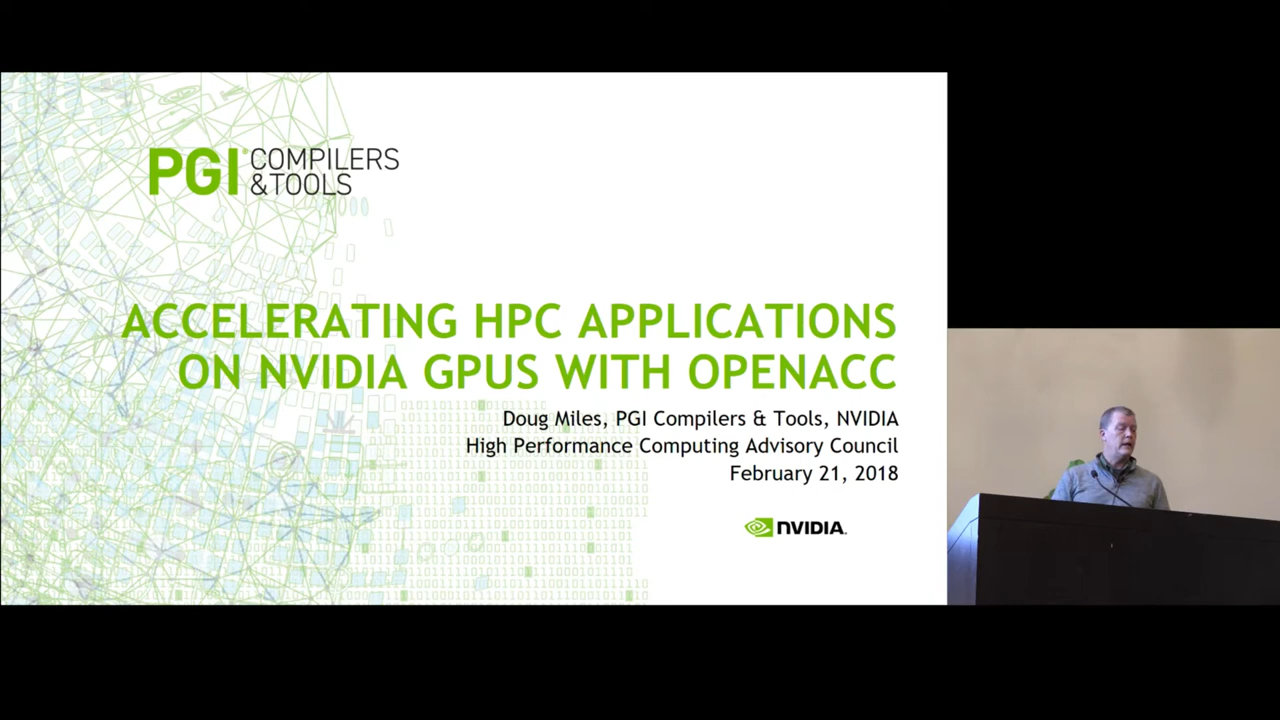 PGI COMPILERS
& TOOLS
ACCELERATING HPC APPLICATIONS
ON NVIDIA GPUS WITH OPENACC
Doug Miles, PGI Compilers & Tools, NVIDIA
High Performance Computing Advisory Council
February 21, 2018
NVIDIA.